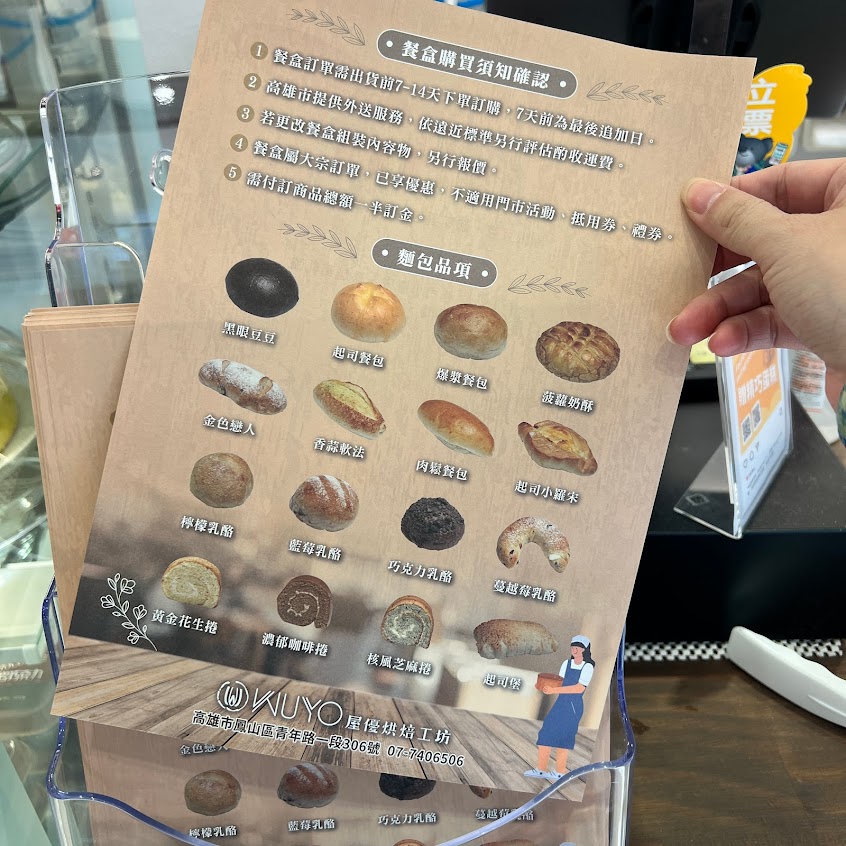 餐盒購買須知確認
1 餐盒訂單需出貨前7-14天下單訂購，7天前為最後追加日。
2 高雄市提供外送服務，依遠近標準另行評估酌收運費。
3 若更改餐盒組裝內容物，另行報價。
4 餐盒屬大宗訂單，已享優惠，不適用門市活動、抵用券、禮券。
5 需付訂商品總額一半訂金。
麵包品項
黑眼豆豆
起司餐包
爆漿餐包
菠蘿奶酥
金色戀人
香蒜軟法
肉鬆餐包
起司小羅宋
檸檬乳酪
藍莓乳酪
巧克力乳酪
蔓越莓乳酪
黃金花生捲
濃郁咖啡捲
核風芝麻捲
起司堡
WUYO 屋優烘焙工坊
高雄市鳳山區青年路一段306號 07-7406506
金色戀人
檸檬乳酪
藍莓乳酪
巧克力乳酪
蔓越莓乳酪
立
票